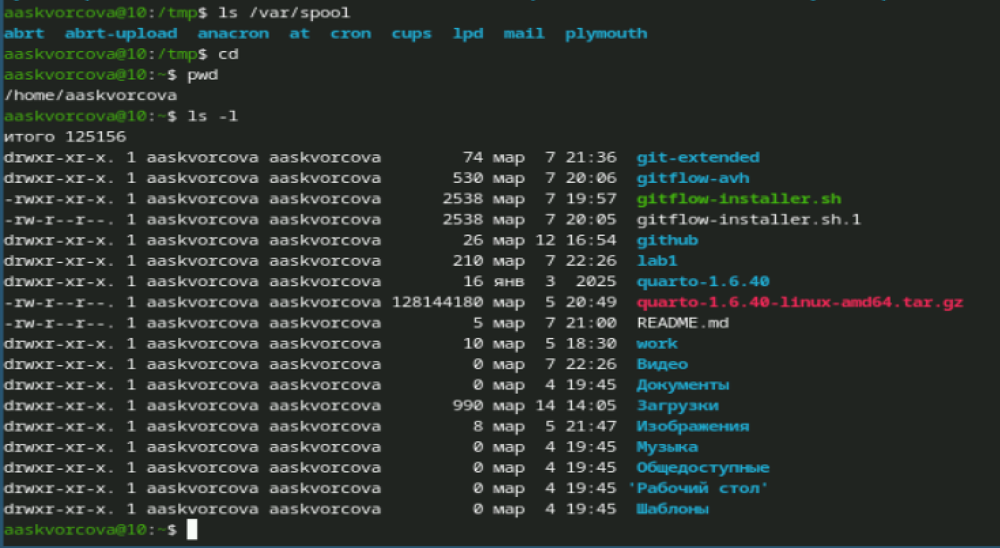 aaskvorcova@10:/tmp$ ls /var/spool
abrt  abrt-upload  anacron  at  cron  cups  lpd  mail  plymouth
aaskvorcova@10:/tmp$ cd
aaskvorcova@10:~$ pwd
/home/aaskvorcova
aaskvorcova@10:~$ ls -l
итого 125156
drwxr-xr-x. 1 aaskvorcova aaskvorcova        74 мар  7 21:36  git-extended
drwxr-xr-x. 1 aaskvorcova aaskvorcova       530 мар  7 20:06  gitflow-avh
-rwxr-xr-x. 1 aaskvorcova aaskvorcova      2538 мар  7 19:57  gitflow-installer.sh
-rw-r--r--. 1 aaskvorcova aaskvorcova      2538 мар  7 20:05  gitflow-installer.sh.1
drwxr-xr-x. 1 aaskvorcova aaskvorcova        26 мар 12 16:54  github
drwxr-xr-x. 1 aaskvorcova aaskvorcova       210 мар  7 22:26  lab1
drwxr-xr-x. 1 aaskvorcova aaskvorcova        16 янв  3  2025  quarto-1.6.40
-rw-r--r--. 1 aaskvorcova aaskvorcova 128144180 мар  5 20:49  quarto-1.6.40-linux-amd64.tar.gz
-rw-r--r--. 1 aaskvorcova aaskvorcova         5 мар  7 21:00  README.md
drwxr-xr-x. 1 aaskvorcova aaskvorcova        10 мар  5 18:30  work
drwxr-xr-x. 1 aaskvorcova aaskvorcova         0 мар  7 22:26  Видео
drwxr-xr-x. 1 aaskvorcova aaskvorcova         0 мар  4 19:45  Документы
drwxr-xr-x. 1 aaskvorcova aaskvorcova       990 мар 14 14:05  Загрузки
drwxr-xr-x. 1 aaskvorcova aaskvorcova         8 мар  5 21:47  Изображения
drwxr-xr-x. 1 aaskvorcova aaskvorcova         0 мар  4 19:45  Музыка
drwxr-xr-x. 1 aaskvorcova aaskvorcova         0 мар  4 19:45  Общедоступные
drwxr-xr-x. 1 aaskvorcova aaskvorcova         0 мар  4 19:45 'Рабочий стол'
drwxr-xr-x. 1 aaskvorcova aaskvorcova         0 мар  4 19:45  Шаблоны
aaskvorcova@10:~$